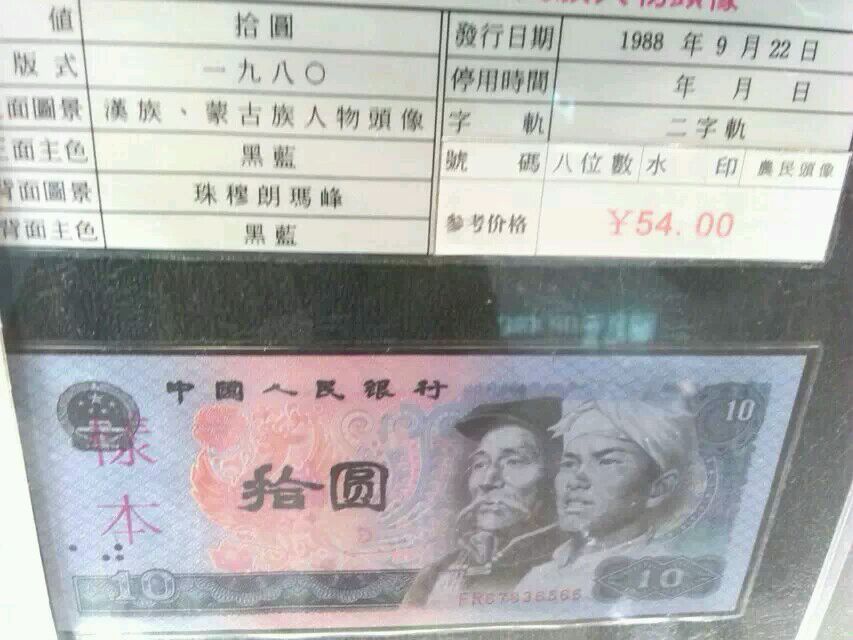 值 拾圓 發行日期 1988 年 9 月 22 日
版式 一九八〇 停用時間 年 月 日
面圖景 漢族、蒙古族人物頭像 字軌 二字軌
面主色 黑藍 號碼 八位數 水印 農民頭像
背面圖景 珠穆朗瑪峰 參考价格 ￥54.00
背面主色 黑藍
中国人民银行
10
樣本
拾圆
10
10